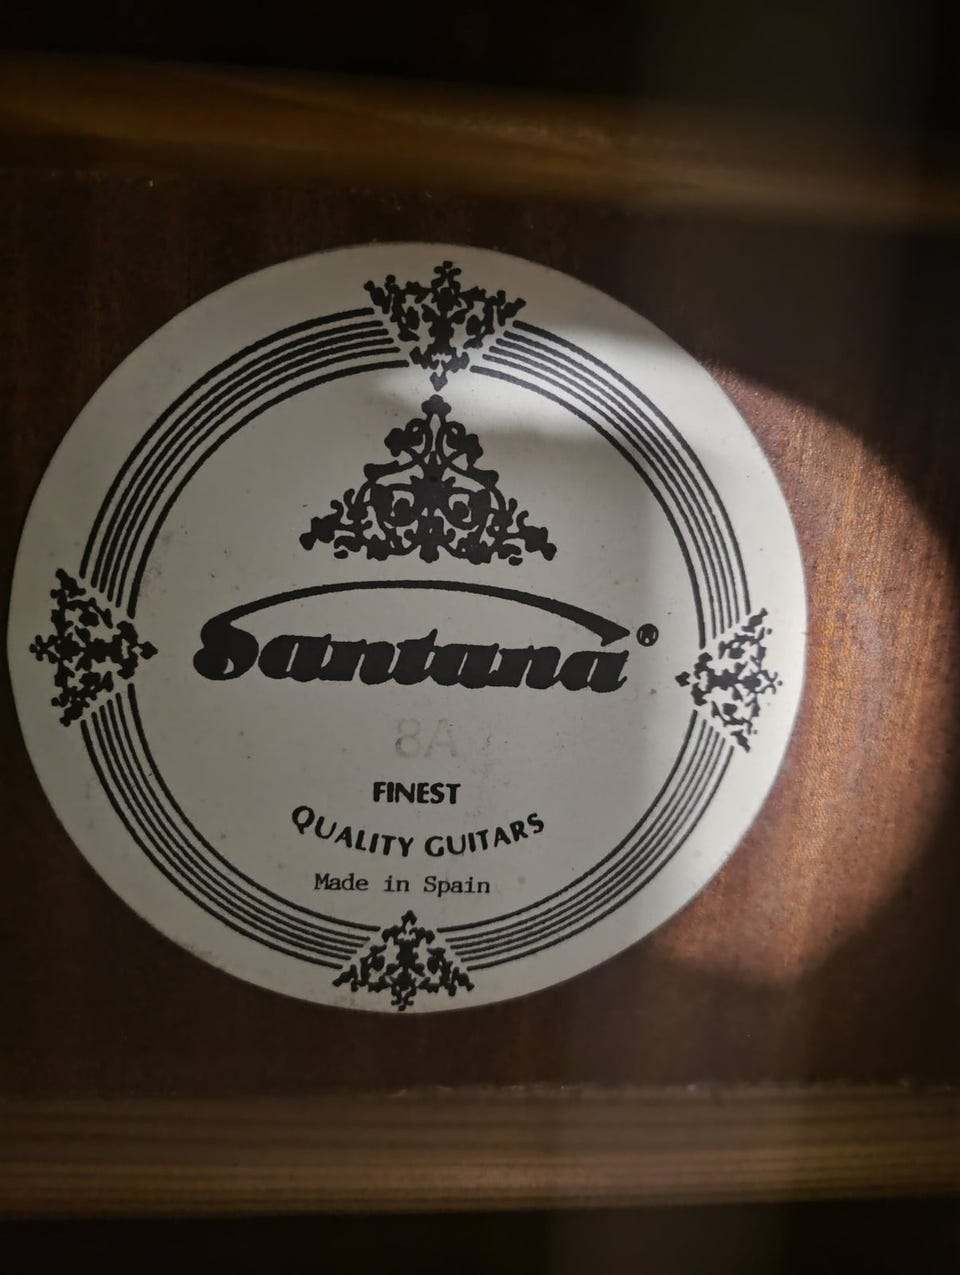 Santana®
8A
FINEST
QUALITY GUITARS
Made in Spain